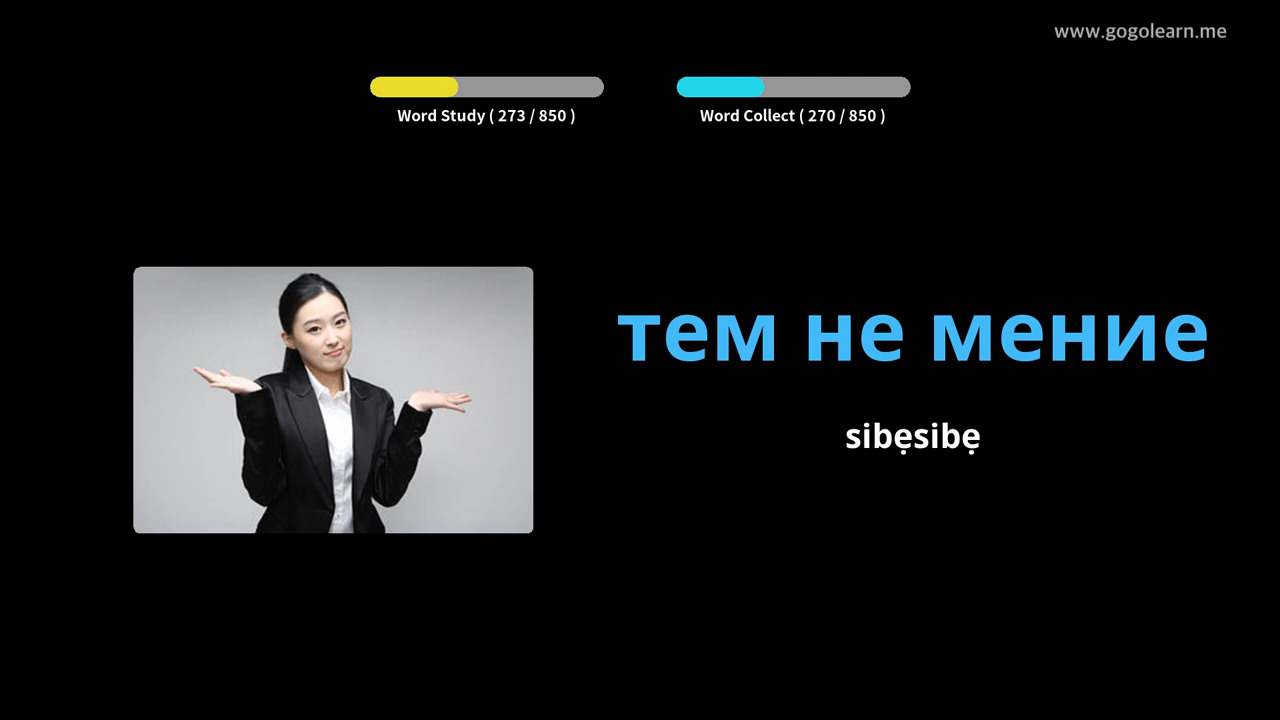 www.gogolearn.me
Word Study ( 273 / 850 )
Word Collect ( 270 / 850 )
тем не мение
sibẹsibẹ